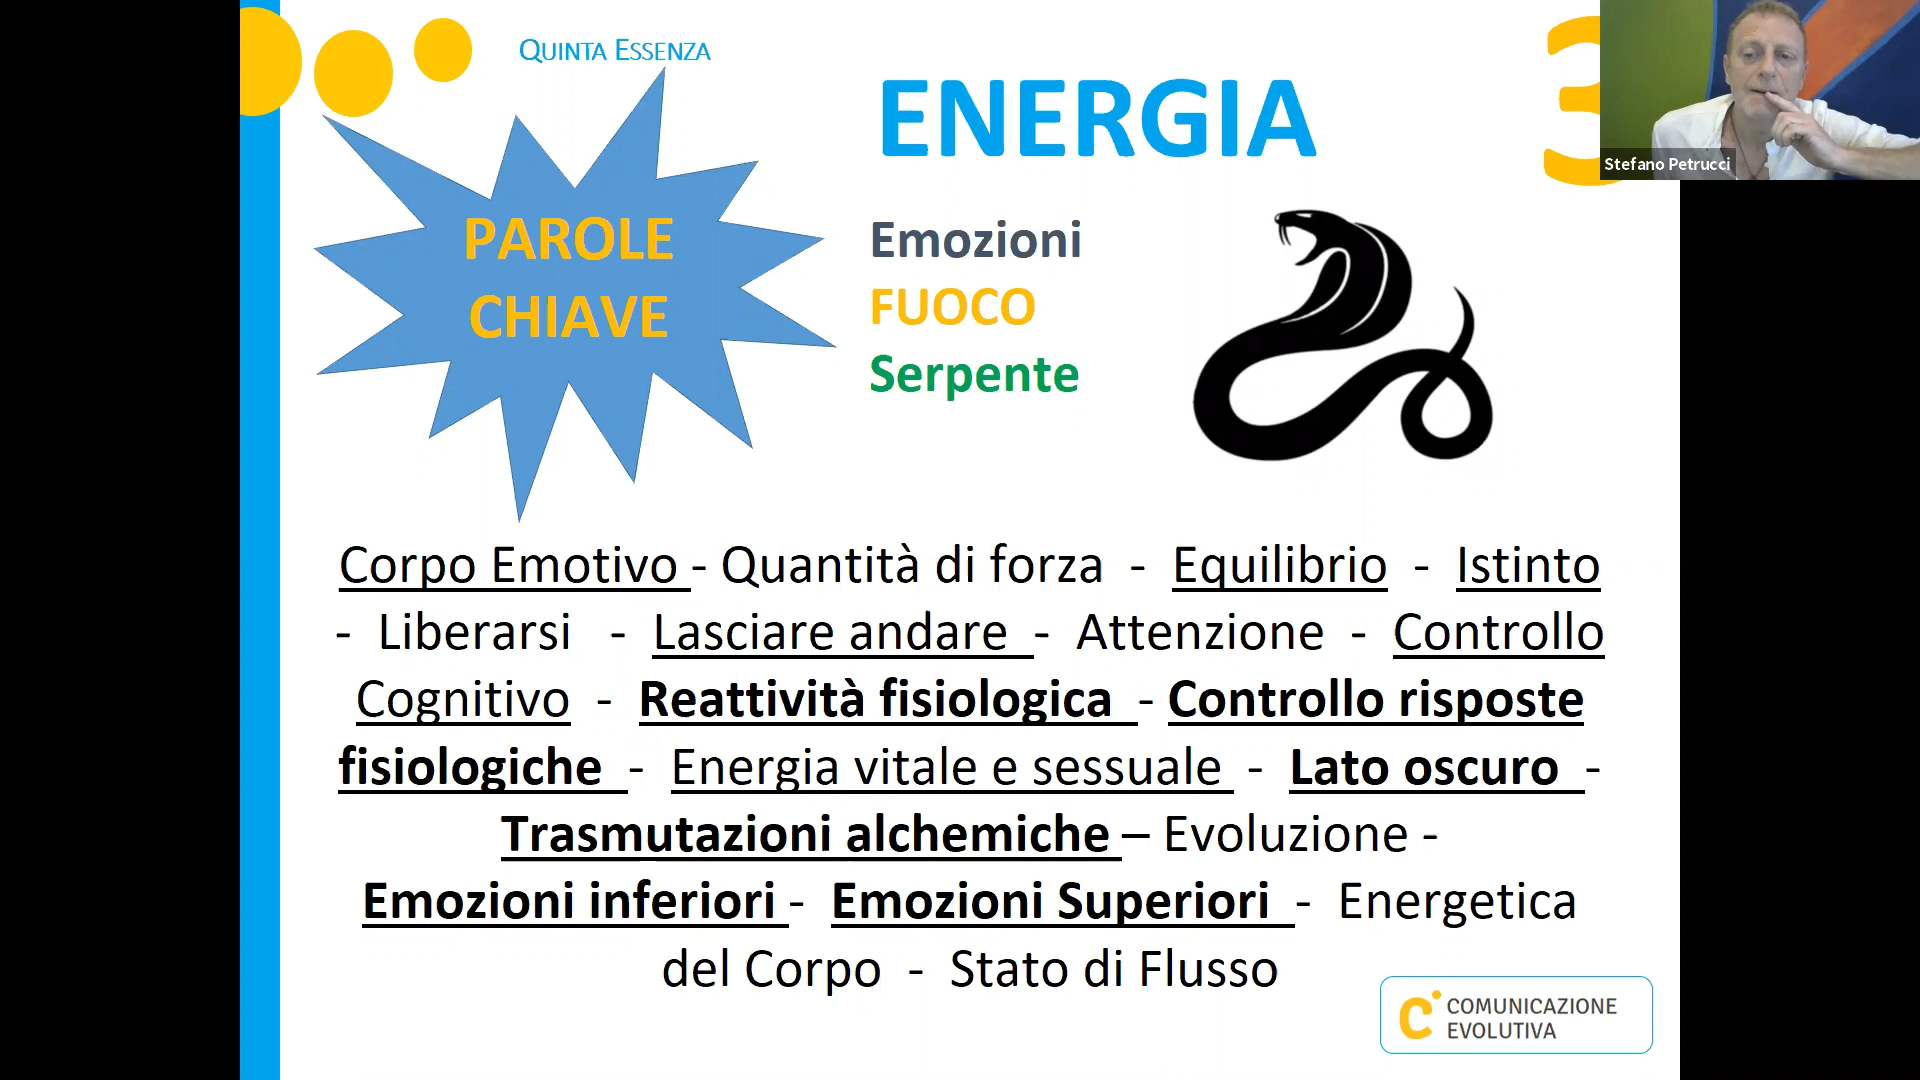 QUINTA ESSENZA
ENERGIA
3
Stefano Petrucci
PAROLE
CHIAVE
Emozioni
FUOCO
Serpente
Corpo Emotivo - Quantità di forza - Equilibrio - Istinto
- Liberarsi - Lasciare andare - Attenzione - Controllo
Cognitivo - Reattività fisiologica - Controllo risposte
fisiologiche - Energia vitale e sessuale - Lato oscuro -
Trasmutazioni alchemiche – Evoluzione -
Emozioni inferiori - Emozioni Superiori - Energetica
del Corpo - Stato di Flusso
COMUNICAZIONE
EVOLUTIVA